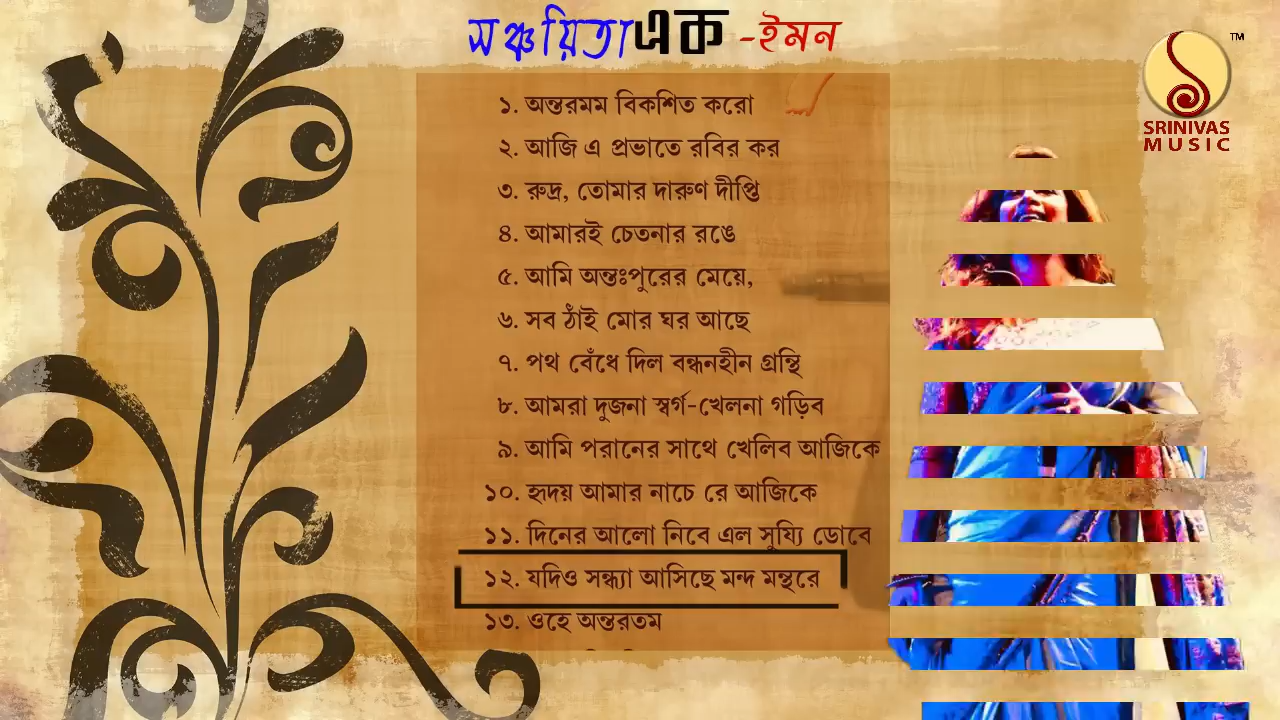 সঞ্চয়িতা এক -ইমন
TM
SRINIVAS
MUSIC
১. অন্তরমম বিকশিত করো
২. আজি এ প্রভাতে রবির কর
৩. রুদ্র, তোমার দারুণ দীপ্তি
৪. আমারই চেতনার রঙে
৫. আমি অন্তঃপুরের মেয়ে,
৬. সব ঠাঁই মোর ঘর আছে
৭. পথ বেঁধে দিল বন্ধনহীন গ্রন্থি
৮. আমরা দুজনা স্বর্গ-খেলনা গড়িব
৯. আমি পরানের সাথে খেলিব আজিকে
১০. হৃদয় আমার নাচে রে আজিকে
১১. দিনের আলো নিবে এল সুয্যি ডোবে
১২. যদিও সন্ধ্যা আসিছে মন্দ মন্থরে
১৩. ওহে অন্তরতম